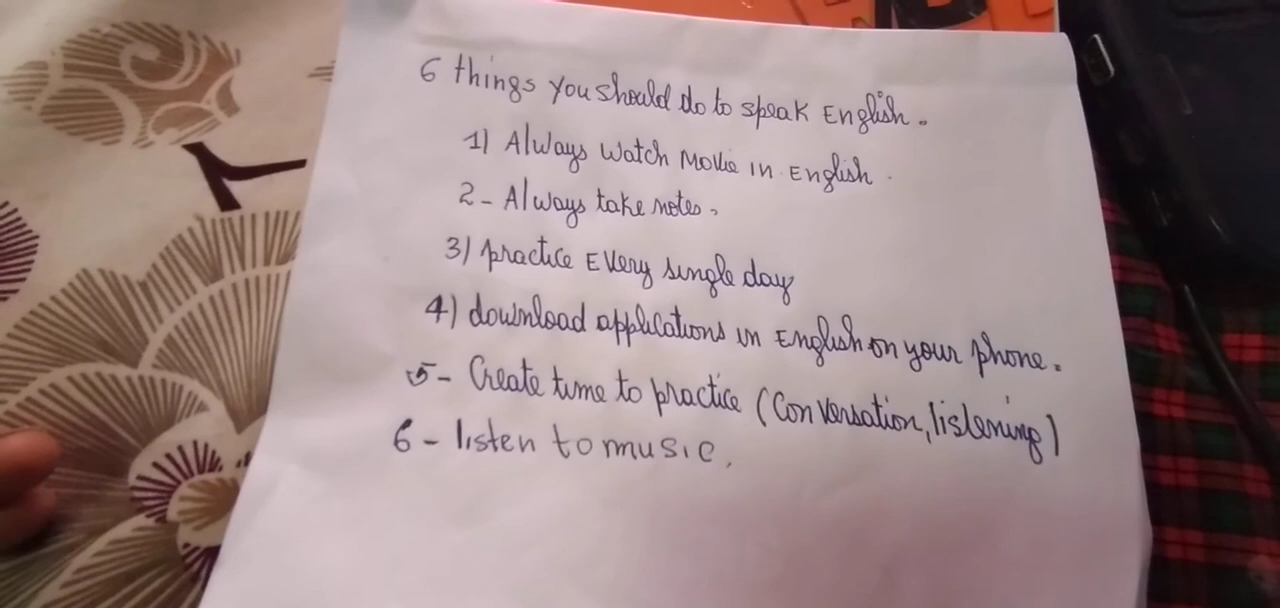 6 things you should do to speak English.
1) Always watch Movie in English.
2- Always take notes.
3) practice Every single day
4) download applications in English on your phone.
5- Create time to practice (Conversation, listening)
6- listen to music.